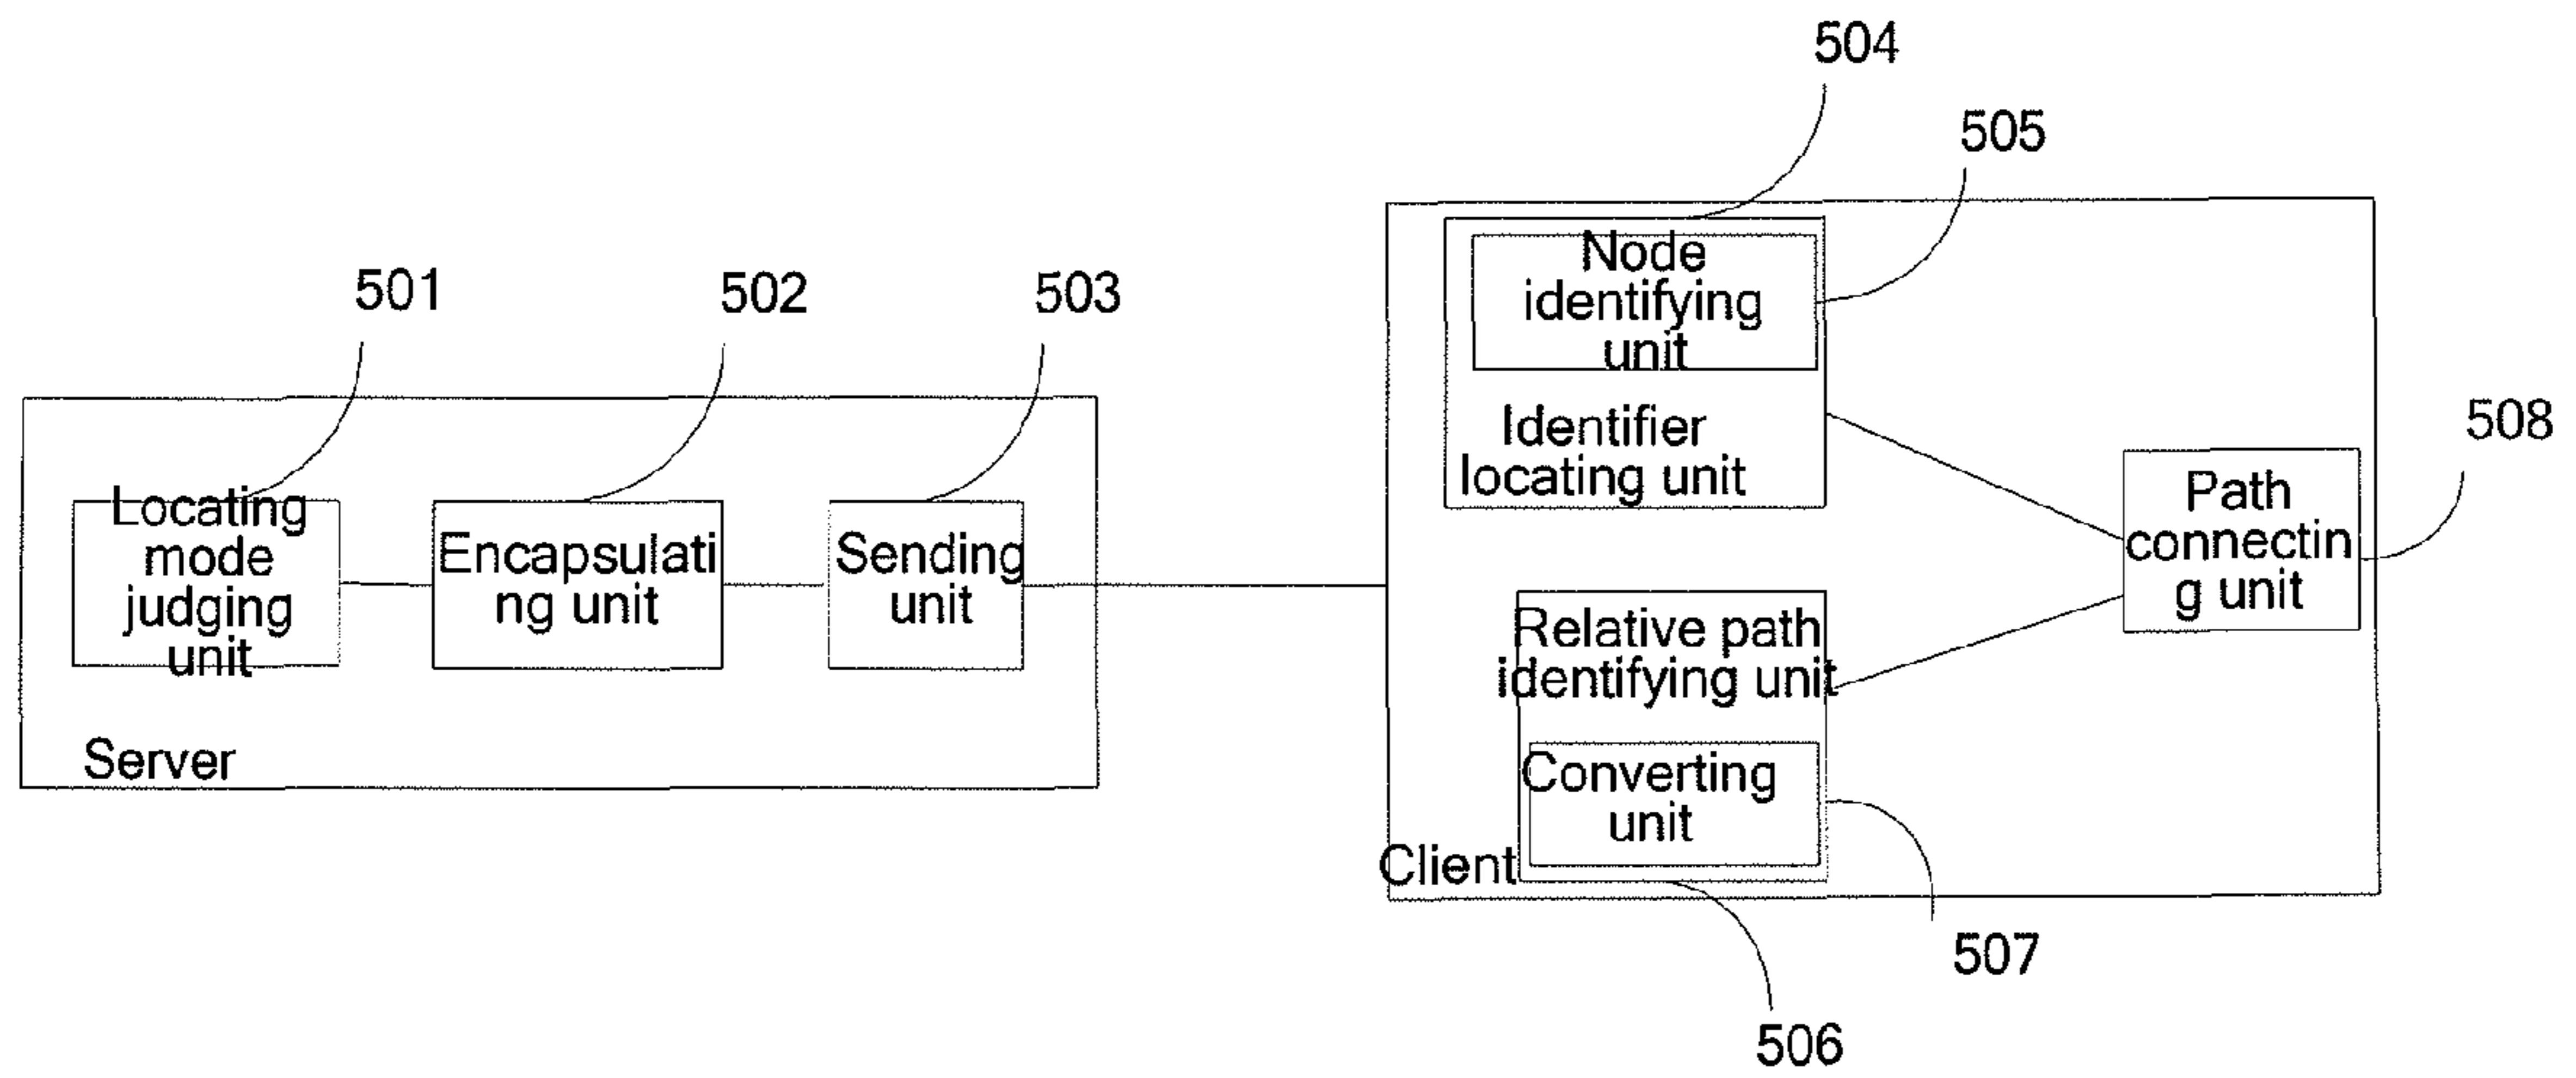 504
505
501
502
503
Node
identifying
unit
Identifier
locating unit
508
Locating
mode
judging
unit
Encapsulati
ng unit
Sending
unit
Path
connectin
g unit
Relative path
identifying unit
Server
Converting
unit
Client
507
506